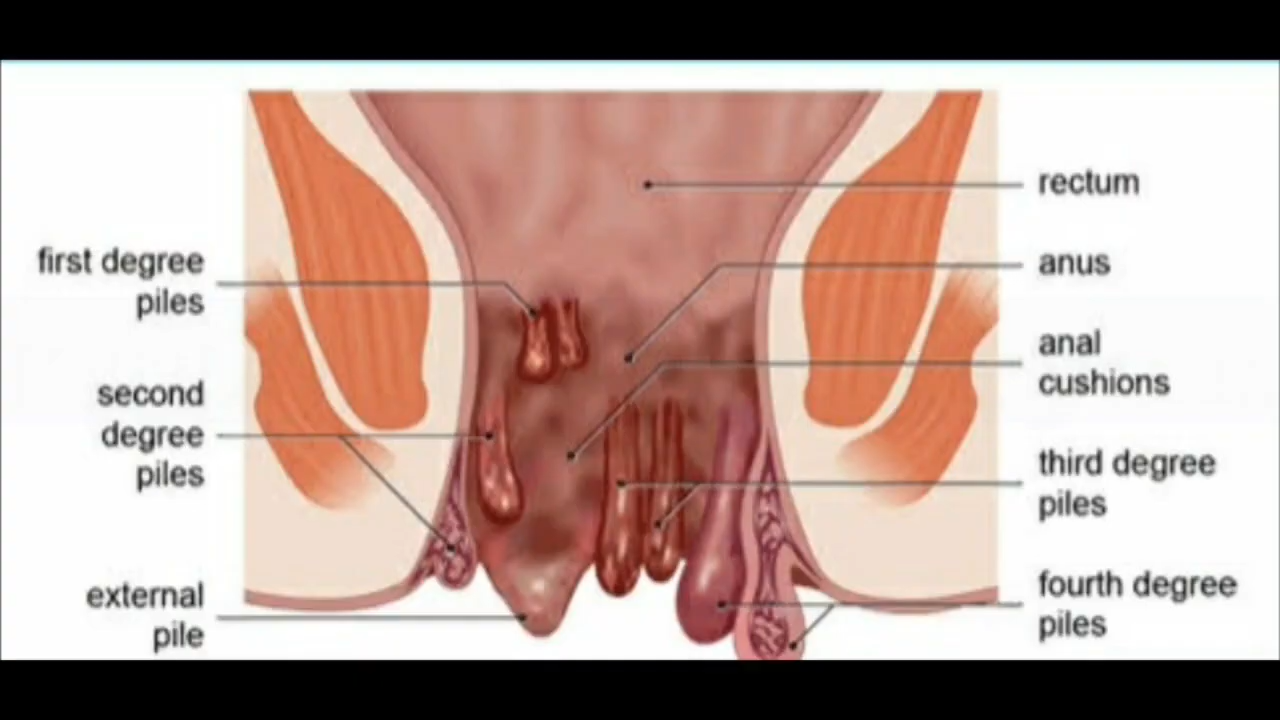 first degree
piles
second
degree
piles
external
pile
rectum
anus
anal
cushions
third degree
piles
fourth degree
piles